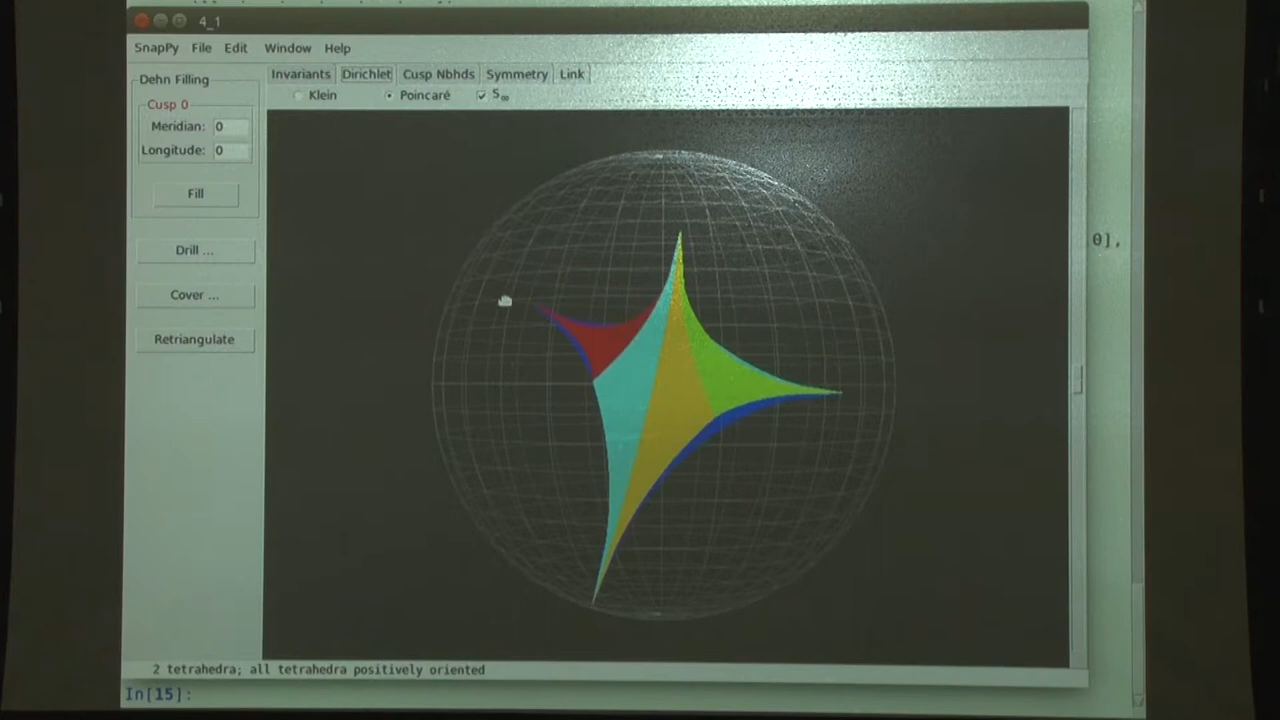 4_1
SnapPy File Edit Window Help
Dehn Filling
Cusp 0
Meridian: 0
Longitude: 0
Fill
Drill ...
Cover ...
Retriangulate
Invariants Dirichlet Cusp Nbhds Symmetry Link
Klein Poincaré S∞
0],
2 tetrahedra; all tetrahedra positively oriented
In[15]: